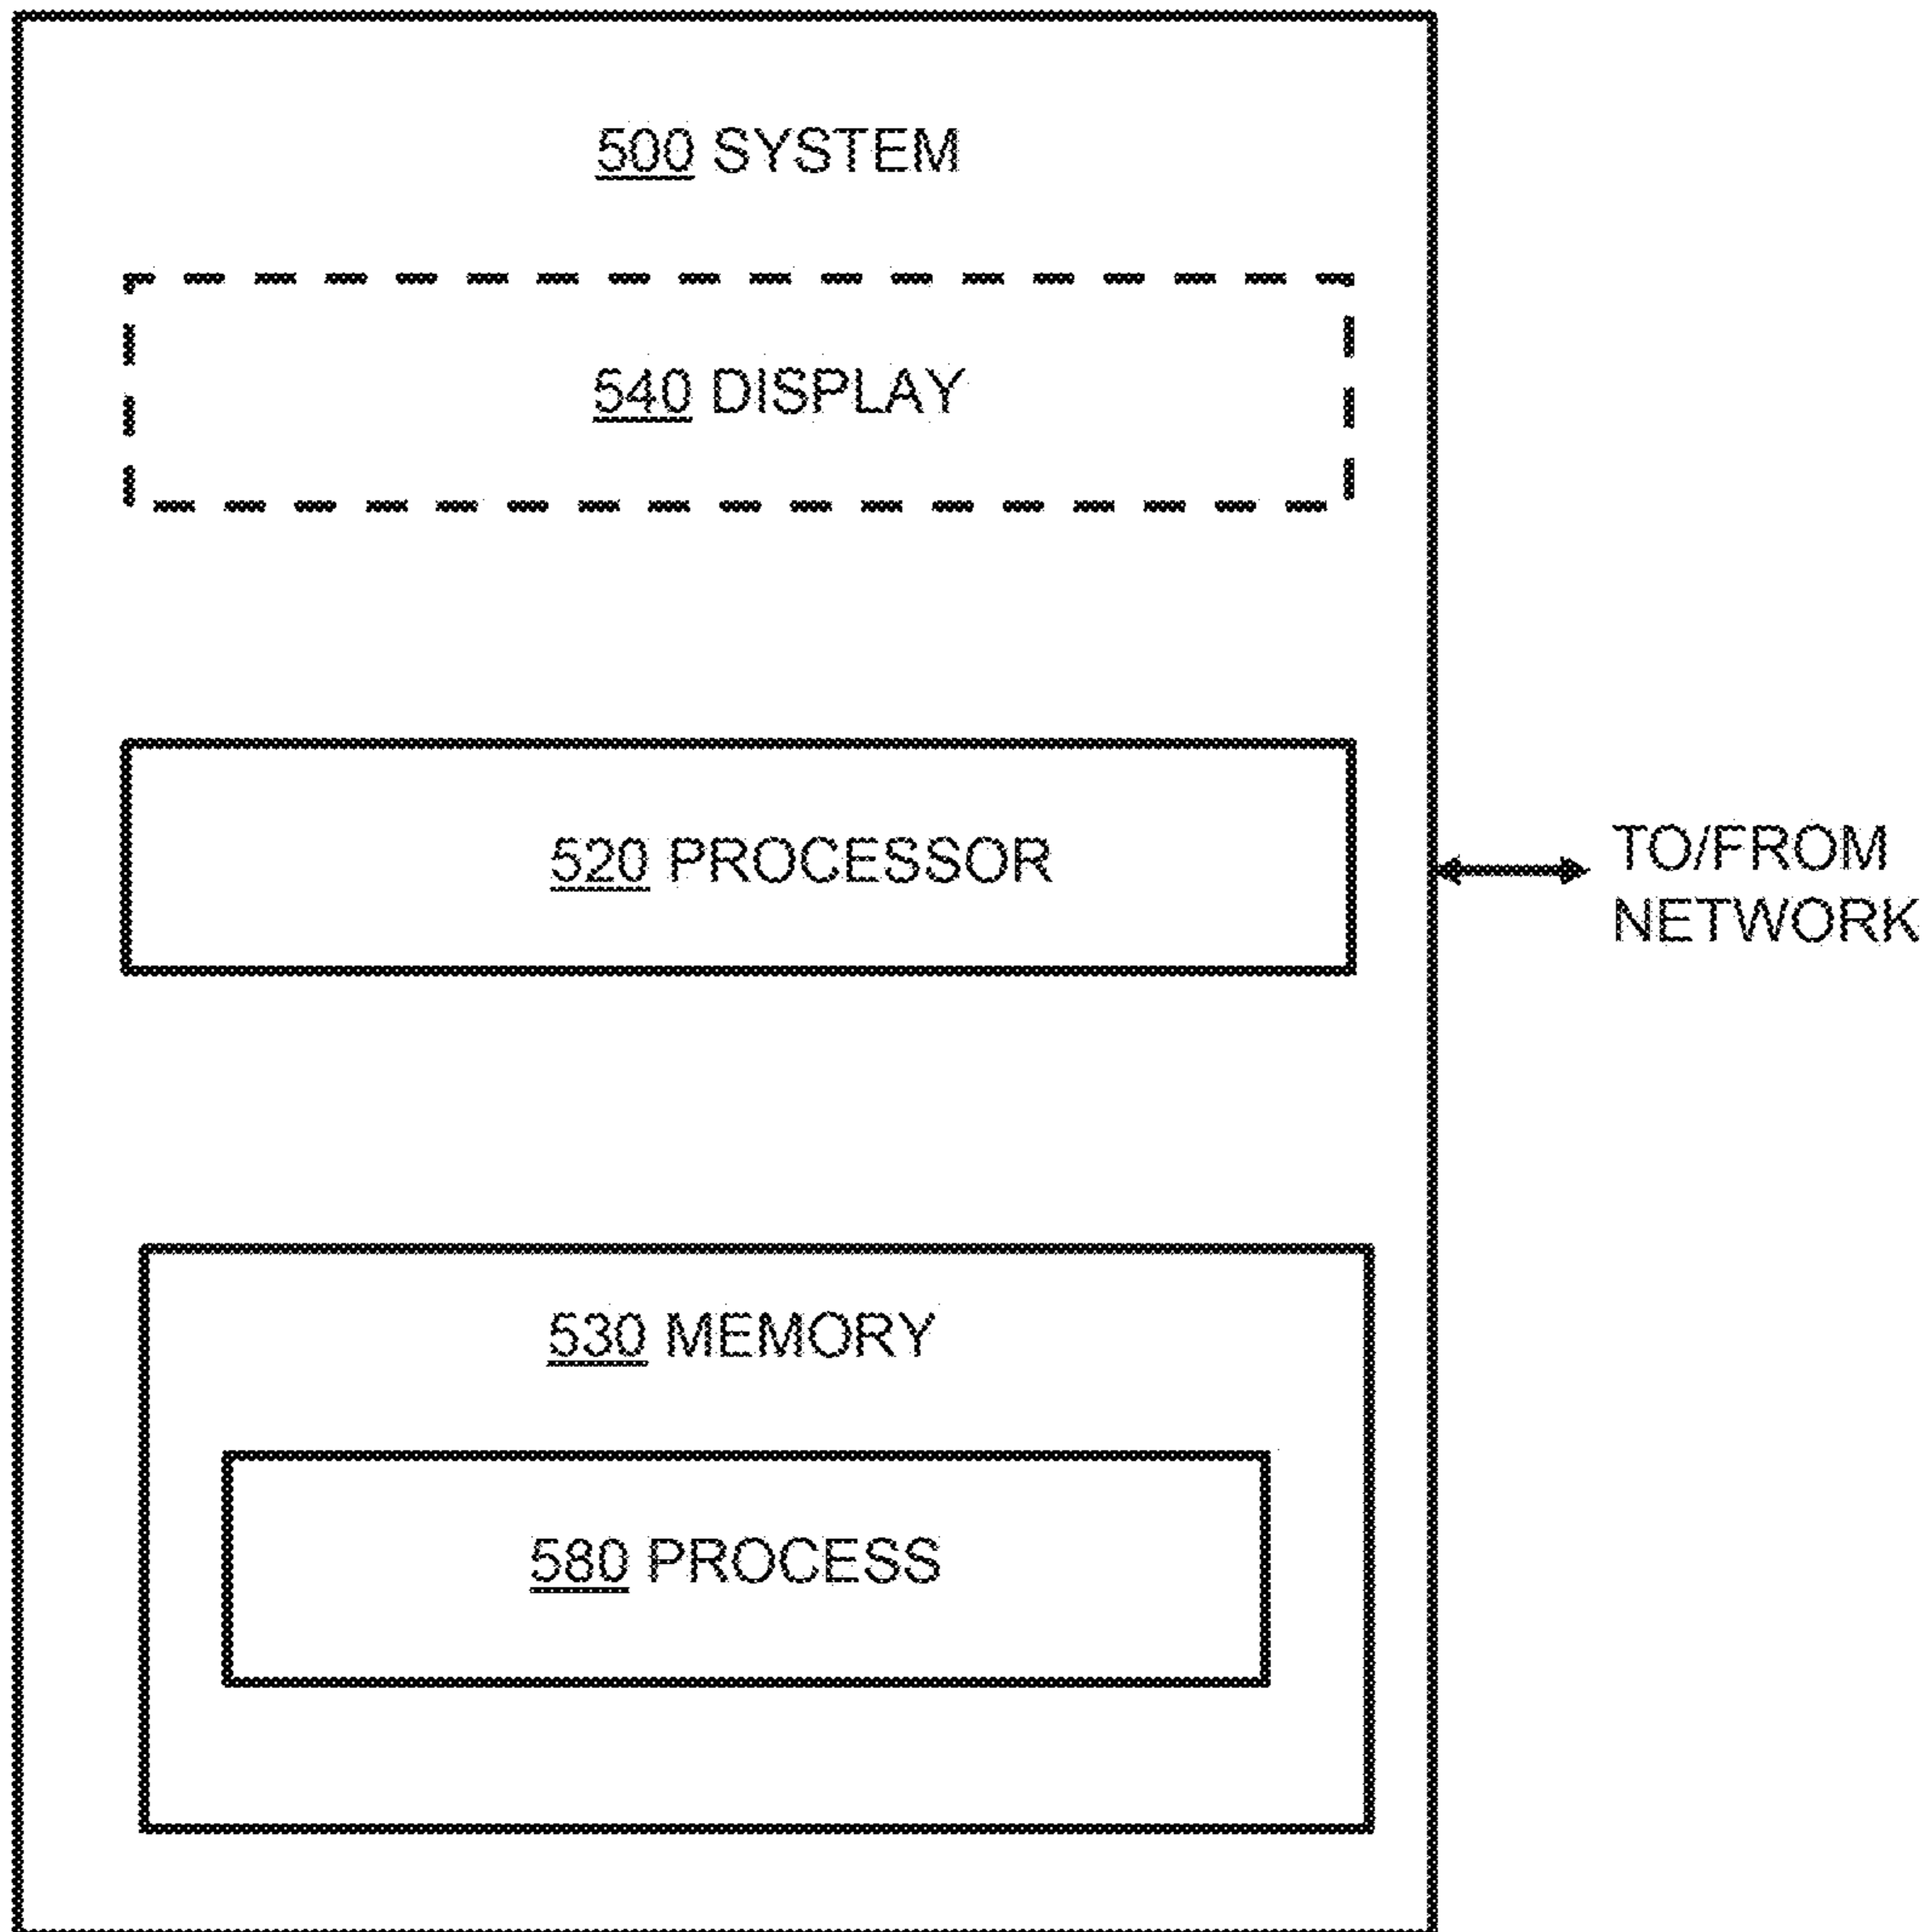 500 SYSTEM
540 DISPLAY
520 PROCESSOR
TO/FROM
NETWORK
530 MEMORY
580 PROCESS